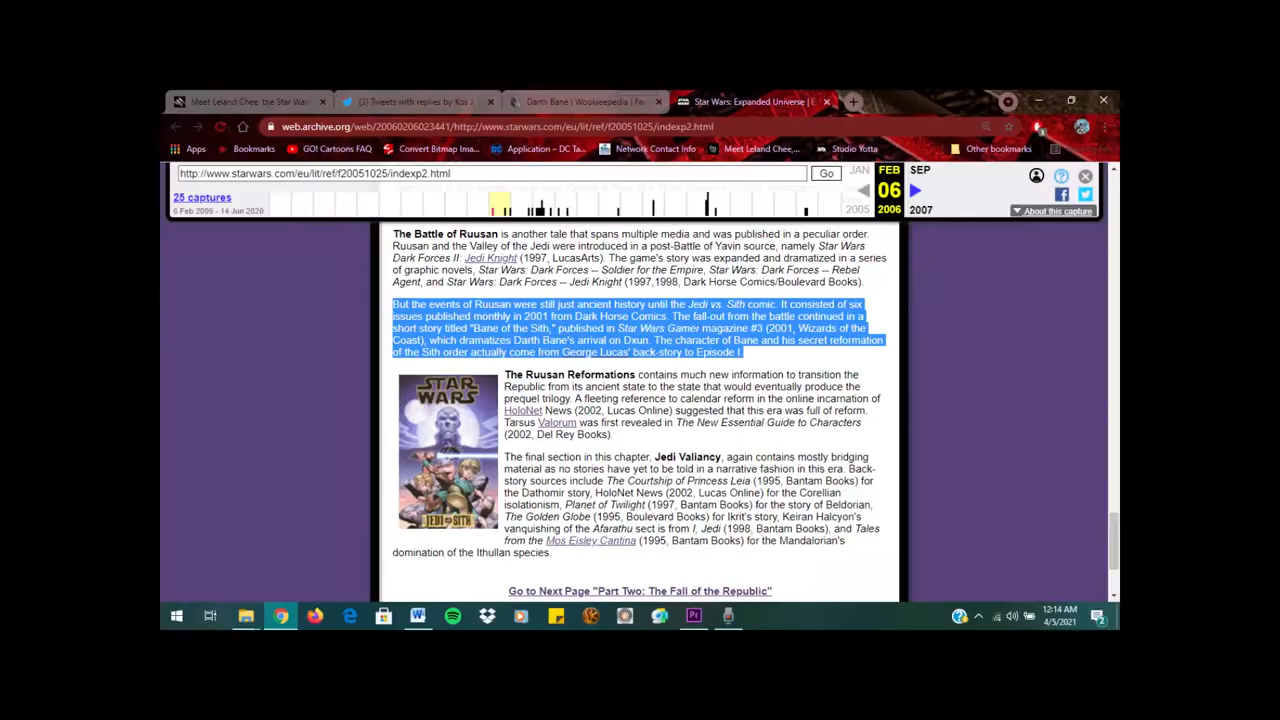 Meet Leland Chee, the Star War
(3) Tweets with replies by Kos A
Darth Bane | Wookieepedia | Fan
Star Wars: Expanded Universe | E
web.archive.org/web/20060206023441/http://www.starwars.com/eu/lit/ref/f20051025/indexp2.html
Apps Bookmarks GO! Cartoons FAQ Convert Bitmap Ima... Application – DC Ta... Network Contact Info Meet Leland Chee,... Studio Yotta Other bookmarks
http://www.starwars.com/eu/lit/ref/f20051025/indexp2.html Go JAN FEB SEP
25 captures 06
6 Feb 2006 - 14 Jun 2020 2005 2006 2007 About this capture
The Battle of Ruusan is another tale that spans multiple media and was published in a peculiar order.
Ruusan and the Valley of the Jedi were introduced in a post-Battle of Yavin source, namely Star Wars
Dark Forces II: Jedi Knight (1997, LucasArts). The game's story was expanded and dramatized in a series
of graphic novels, Star Wars: Dark Forces -- Soldier for the Empire, Star Wars: Dark Forces -- Rebel
Agent, and Star Wars: Dark Forces -- Jedi Knight (1997,1998, Dark Horse Comics/Boulevard Books).
But the events of Ruusan were still just ancient history until the Jedi vs. Sith comic. It consisted of six
issues published monthly in 2001 from Dark Horse Comics. The fall-out from the battle continued in a
short story titled "Bane of the Sith," published in Star Wars Gamer magazine #3 (2001, Wizards of the
Coast), which dramatizes Darth Bane's arrival on Dxun. The character of Bane and his secret reformation
of the Sith order actually come from George Lucas' back-story to Episode I.
STAR
WARS
JEDI vs SITH
The Ruusan Reformations contains much new information to transition the
Republic from its ancient state to the state that would eventually produce the
prequel trilogy. A fleeting reference to calendar reform in the online incarnation of
HoloNet News (2002, Lucas Online) suggested that this era was full of reform.
Tarsus Valorum was first revealed in The New Essential Guide to Characters
(2002, Del Rey Books).
The final section in this chapter, Jedi Valiancy, again contains mostly bridging
material as no stories have yet to be told in a narrative fashion in this era. Back-
story sources include The Courtship of Princess Leia (1995, Bantam Books) for
the Dathomir story, HoloNet News (2002, Lucas Online) for the Corellian
isolationism, Planet of Twilight (1997, Bantam Books) for the story of Beldorian,
The Golden Globe (1995, Boulevard Books) for Ikrit's story, Keiran Halcyon's
vanquishing of the Afarathu sect is from I, Jedi (1998, Bantam Books), and Tales
from the Mos Eisley Cantina (1995, Bantam Books) for the Mandalorian's
domination of the Ithullan species.
Go to Next Page "Part Two: The Fall of the Republic"
12:14 AM
4/5/2021